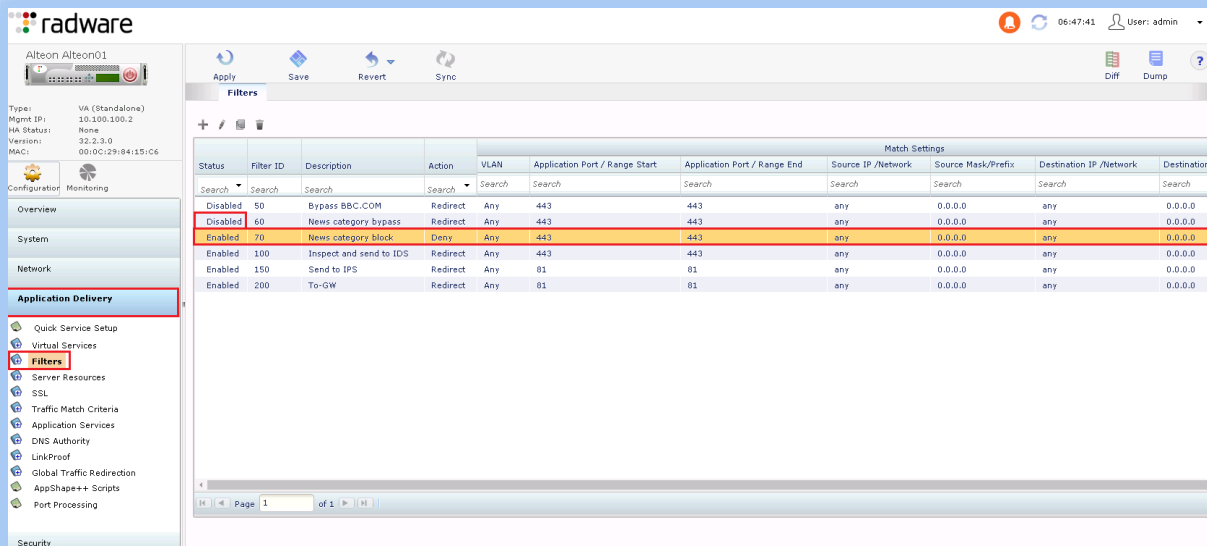 radware
06:47:41 User: admin
Alteon Alteon01
Type: VA (Standalone)
Mgmt IP: 10.100.100.2
HA Status: None
Version: 32.2.3.0
MAC: 00:0C:29:84:15:C6
Configuration Monitoring
Overview
System
Network
Application Delivery
Quick Service Setup
Virtual Services
Filters
Server Resources
SSL
Traffic Match Criteria
Application Services
DNS Authority
LinkProof
Global Traffic Redirection
AppShape++ Scripts
Port Processing
Security
Apply Save Revert Sync Diff Dump ?
Filters
Match Settings
Status Filter ID Description Action VLAN Application Port / Range Start Application Port / Range End Source IP /Network Source Mask/Prefix Destination IP /Network Destination
Search Search Search Search Search Search Search Search Search Search Search
Disabled 50 Bypass BBC.COM Redirect Any 443 443 any 0.0.0.0 any 0.0.0.0
Disabled 60 News category bypass Redirect Any 443 443 any 0.0.0.0 any 0.0.0.0
Enabled 70 News category block Deny Any 443 443 any 0.0.0.0 any 0.0.0.0
Enabled 100 Inspect and send to IDS Redirect Any 443 443 any 0.0.0.0 any 0.0.0.0
Enabled 150 Send to IPS Redirect Any 81 81 any 0.0.0.0 any 0.0.0.0
Enabled 200 To-GW Redirect Any 81 81 any 0.0.0.0 any 0.0.0.0
Page 1 of 1